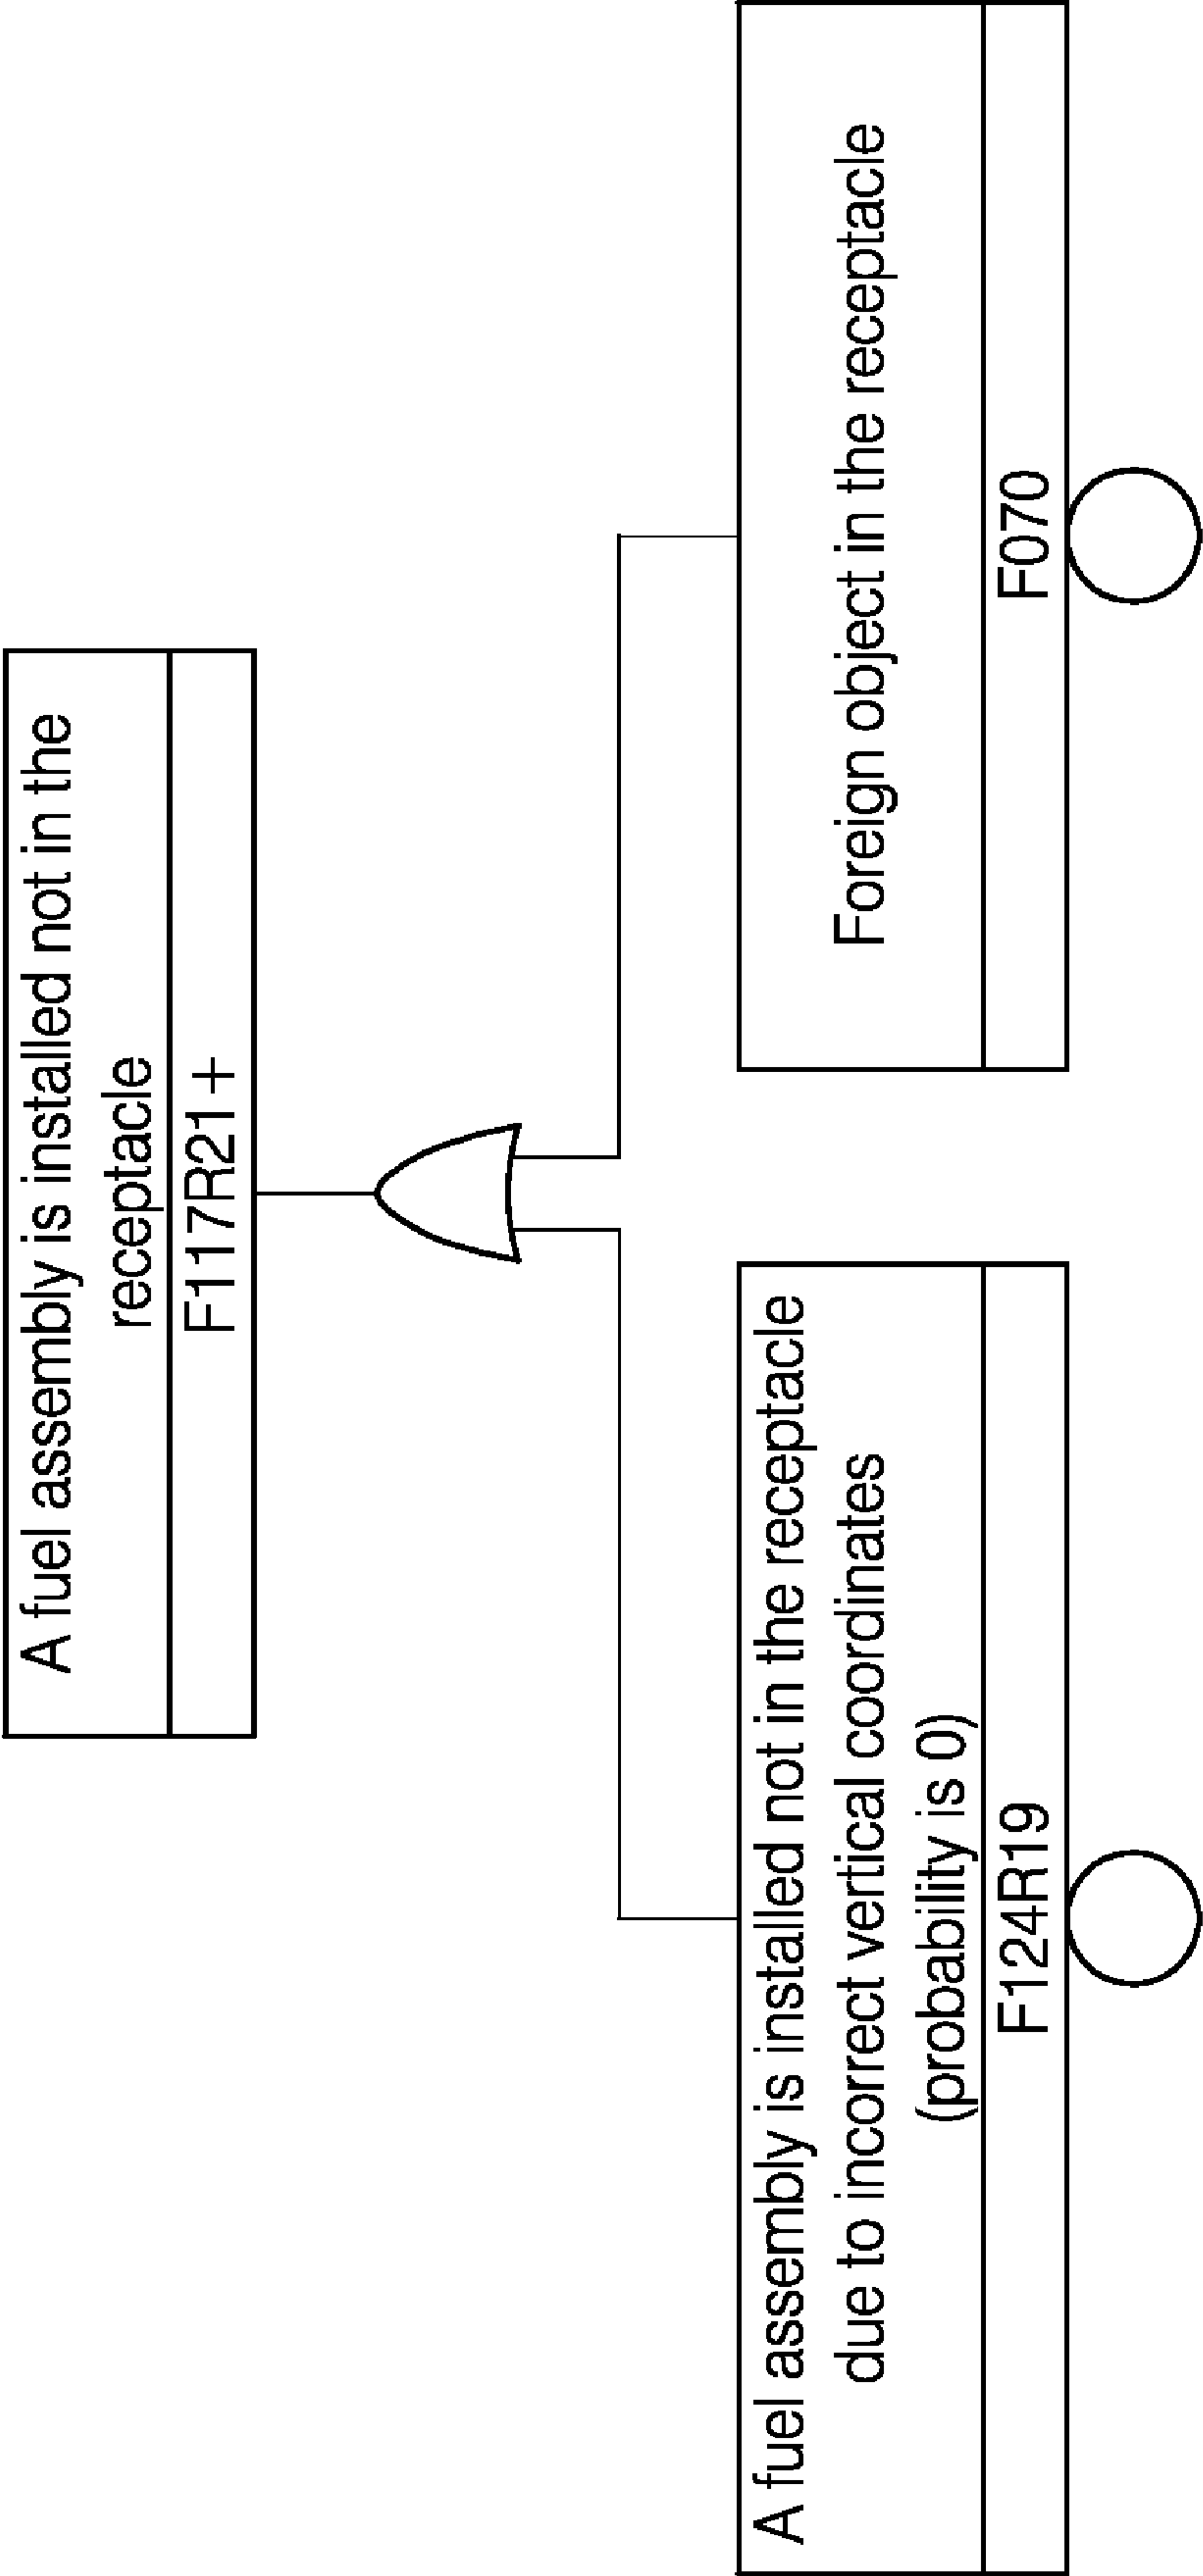 A fuel assembly is installed not in the
receptacle
F117R21+
A fuel assembly is installed not in the receptacle
due to incorrect vertical coordinates
(probability is 0)
F124R19
Foreign object in the receptacle
F070